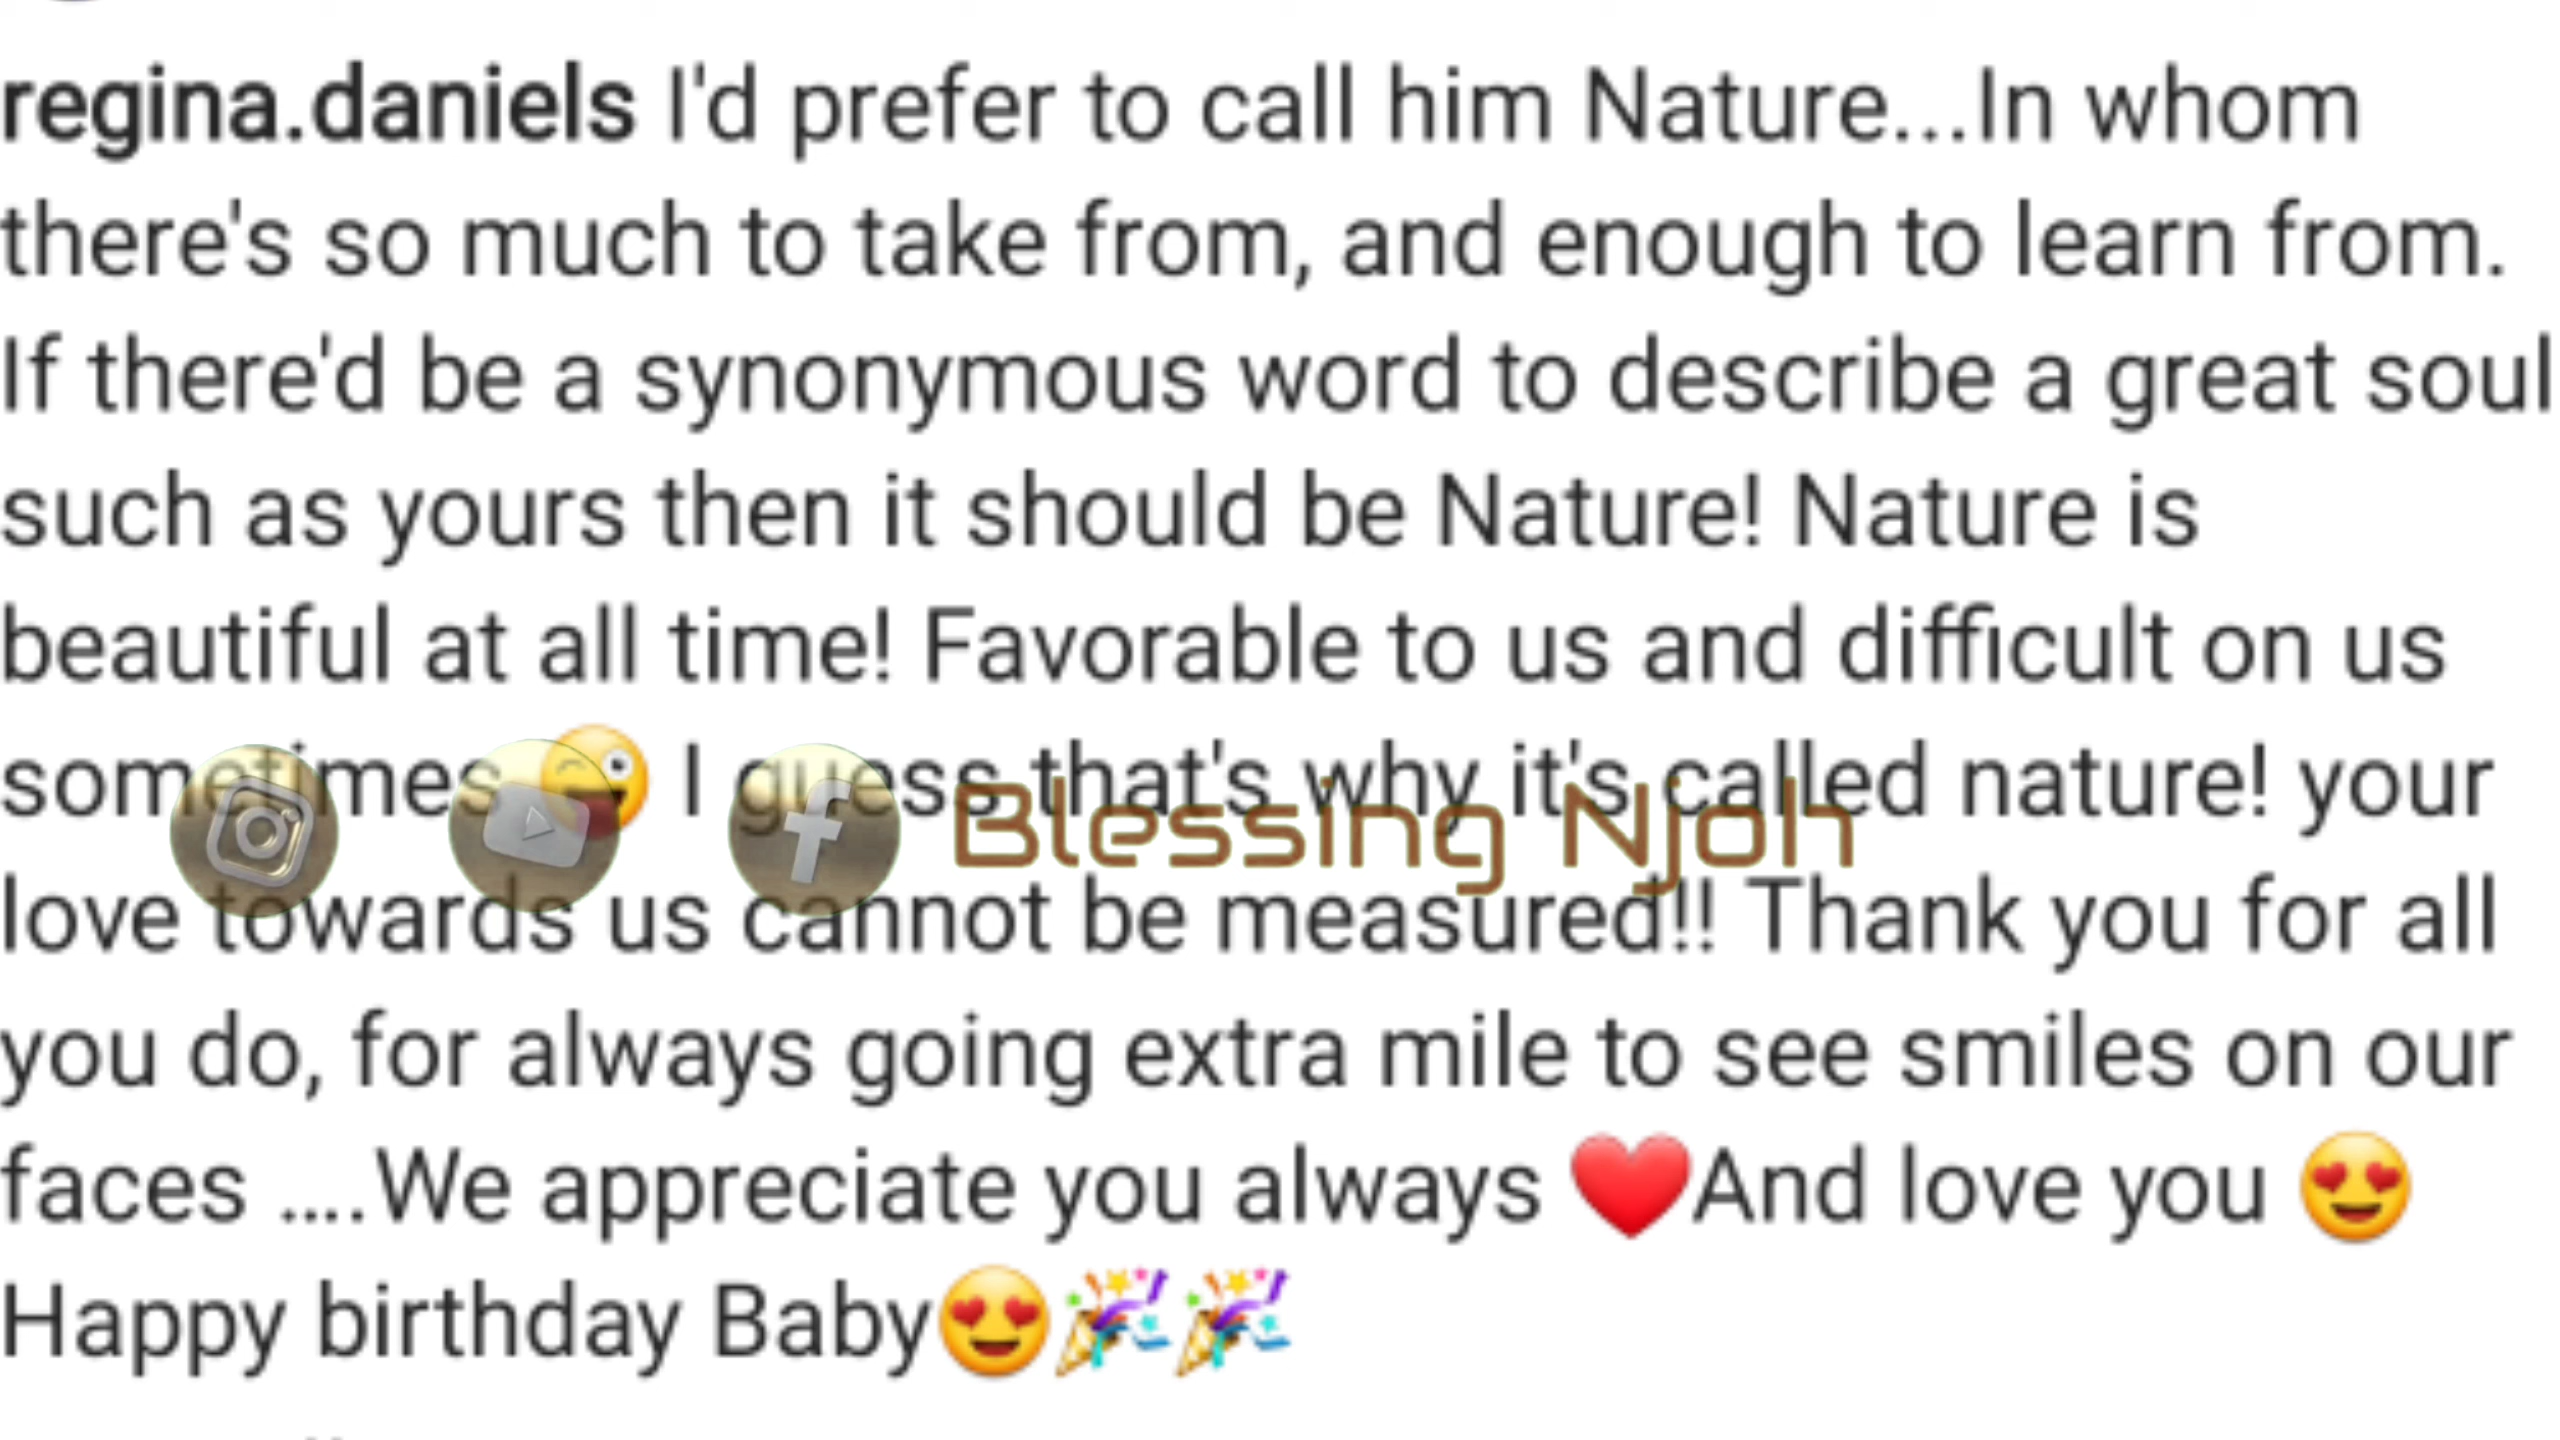 regina.daniels I'd prefer to call him Nature...In whom
there's so much to take from, and enough to learn from.
If there'd be a synonymous word to describe a great soul
such as yours then it should be Nature! Nature is
beautiful at all time! Favorable to us and difficult on us
sometimes 😜 I guess that's why it's called nature! your
Blessing Njoh
love towards us cannot be measured!! Thank you for all
you do, for always going extra mile to see smiles on our
faces ....We appreciate you always ❤️And love you 😍
Happy birthday Baby😍🎉🎉